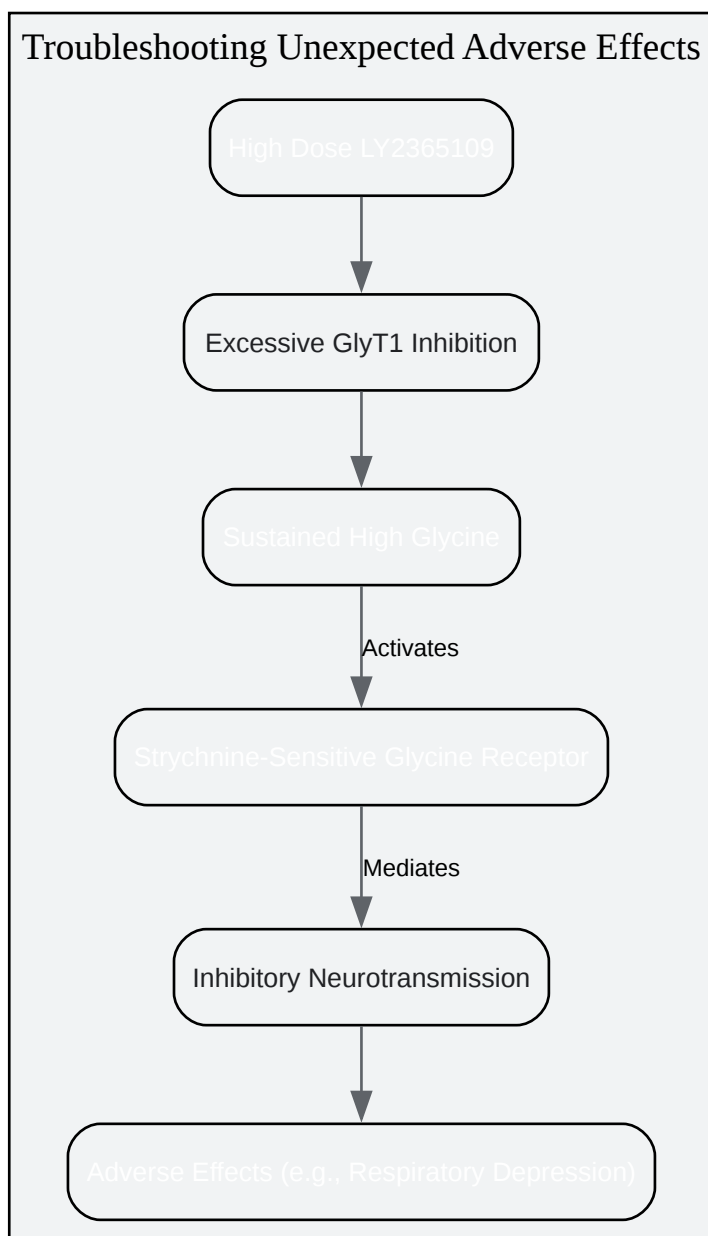 Troubleshooting Unexpected Adverse Effects
High Dose LY2365109
Excessive GlyT1 Inhibition
Sustained High Glycine
Activates
Strychnine-Sensitive Glycine Receptor
Mediates
Inhibitory Neurotransmission
Adverse Effects (e.g., Respiratory Depression)